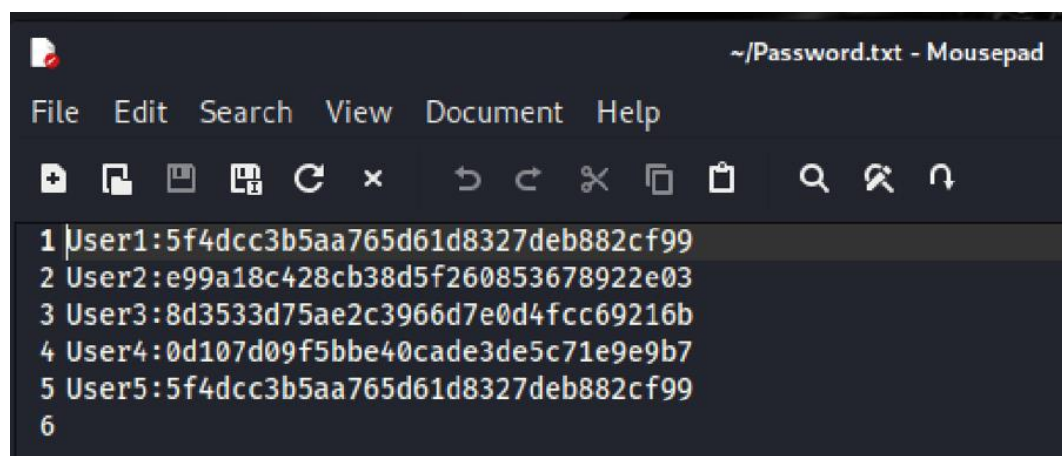 ~/Password.txt - Mousepad
File Edit Search View Document Help
1 User1:5f4dcc3b5aa765d61d8327deb882cf99
2 User2:e99a18c428cb38d5f260853678922e03
3 User3:8d3533d75ae2c3966d7e0d4fcc69216b
4 User4:0d107d09f5bbe40cade3de5c71e9e9b7
5 User5:5f4dcc3b5aa765d61d8327deb882cf99
6